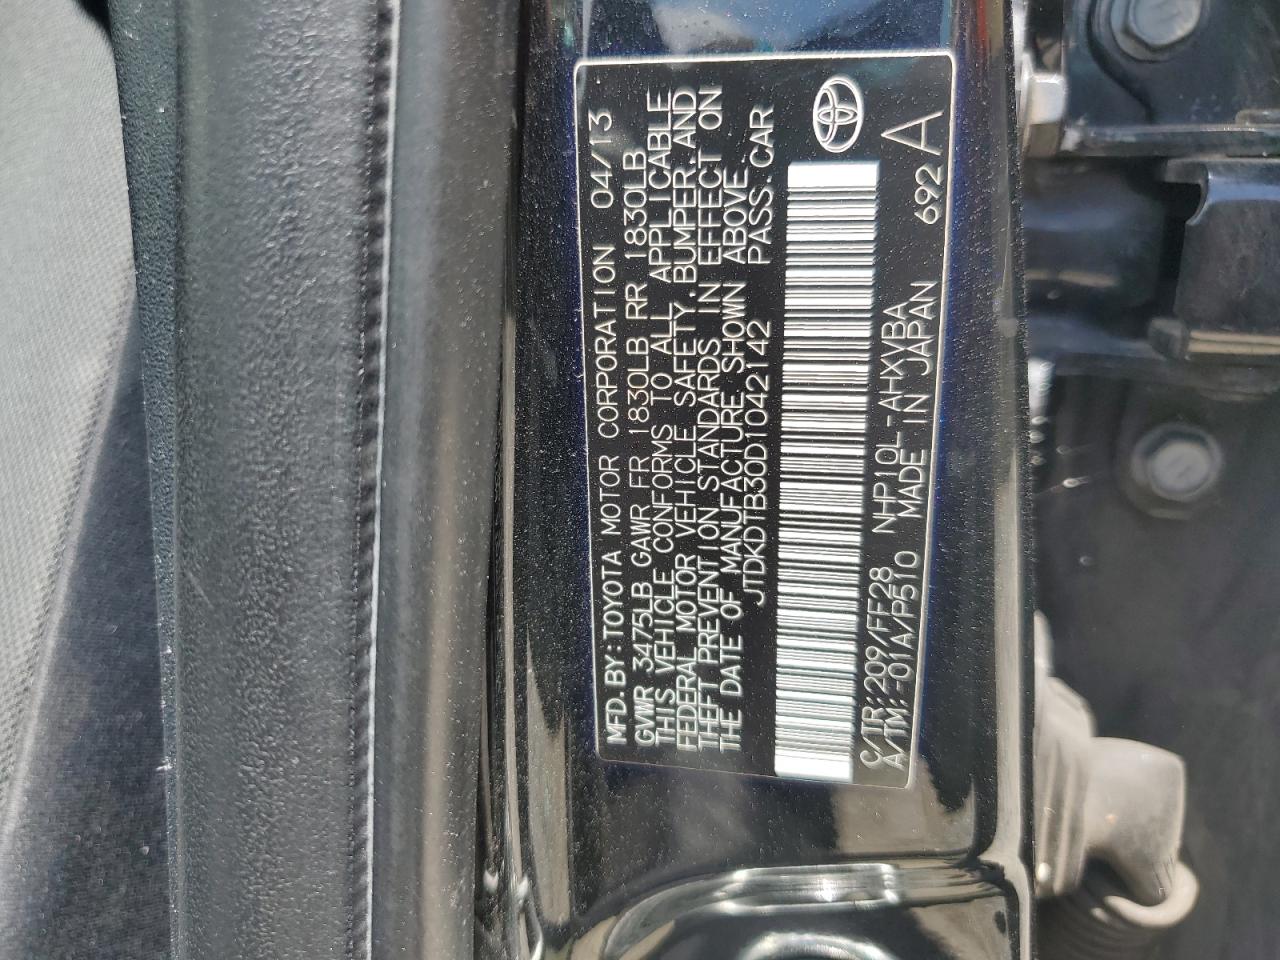 MFD. BY: TOYOTA MOTOR CORPORATION 04/13
GVWR 3475LB GAWR FR 1830LB RR 1830LB
THIS VEHICLE CONFORMS TO ALL APPLICABLE
FEDERAL MOTOR VEHICLE SAFETY, BUMPER, AND
THEFT PREVENTION STANDARDS IN EFFECT ON
THE DATE OF MANUFACTURE SHOWN ABOVE.
JTDKDTB30D1042142 PASS. CAR
C/TR: 209/FF28 NHP10L-AHXVBA 692
A/TM: -01A/P510 MADE IN JAPAN A